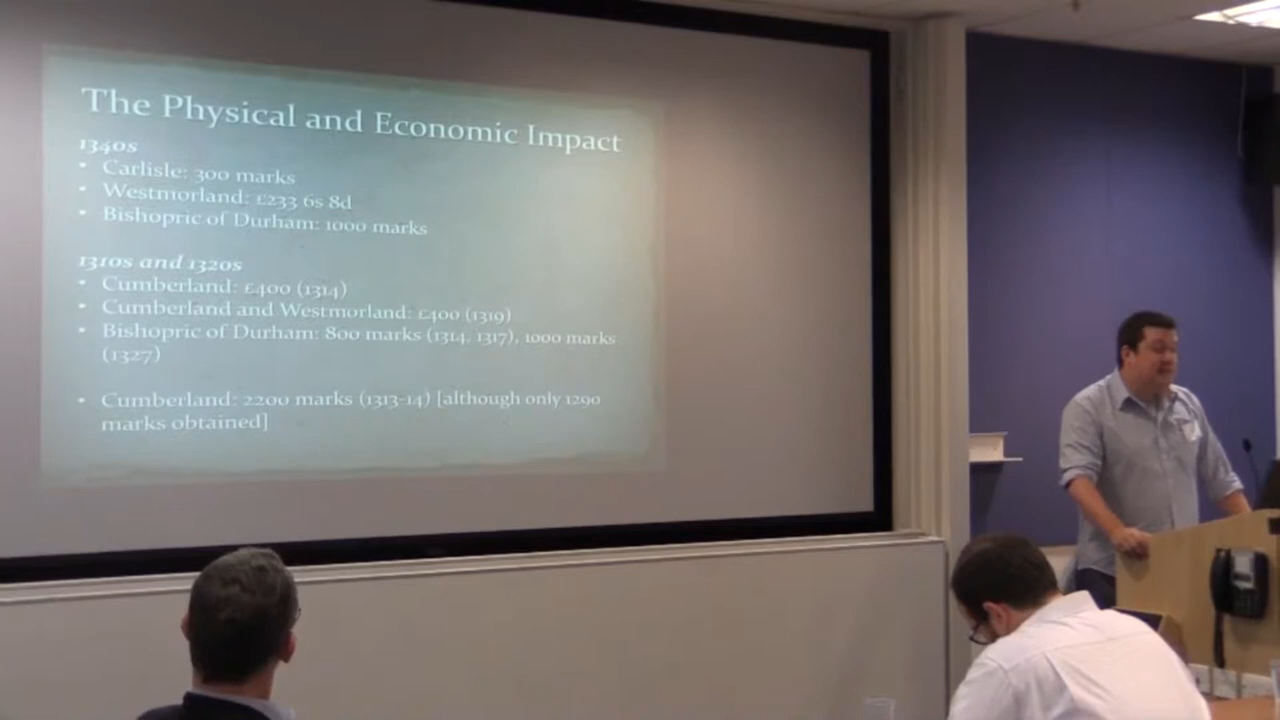 The Physical and Economic Impact
1340s
• Carlisle: 300 marks
• Westmorland: £233 6s 8d
• Bishopric of Durham: 1000 marks
1310s and 1320s
• Cumberland: £400 (1314)
• Cumberland and Westmorland: £400 (1319)
• Bishopric of Durham: 800 marks (1314, 1317), 1000 marks
(1327)
• Cumberland: 2200 marks (1313-14) [although only 1290
marks obtained]